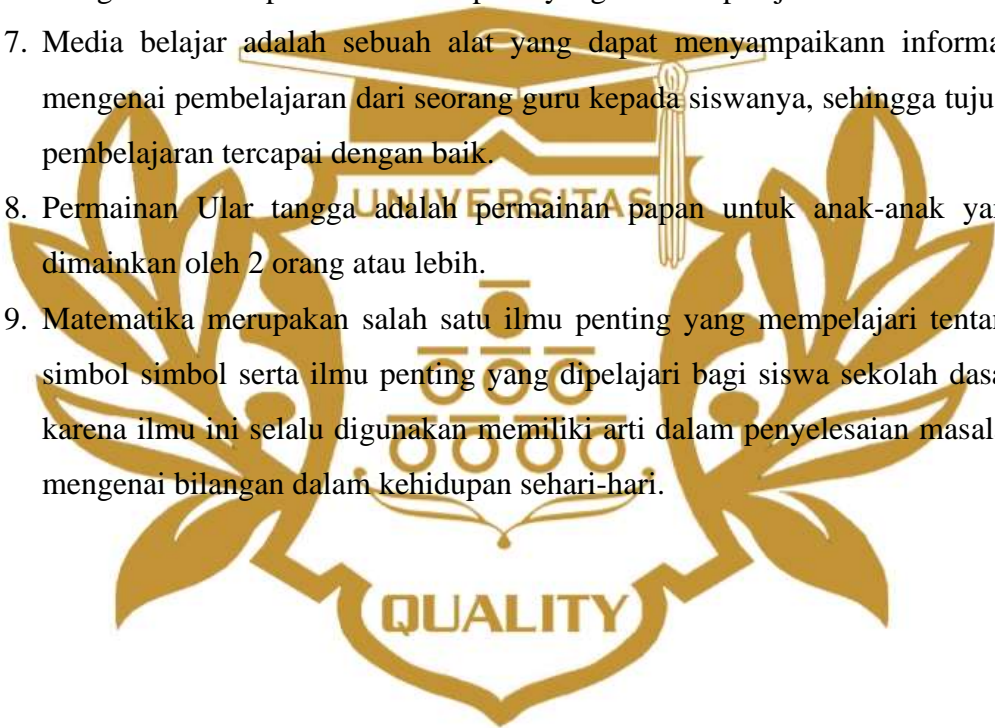 7. Media belajar adalah sebuah alat yang dapat menyampaikann informa
mengenai pembelajaran dari seorang guru kepada siswanya, sehingga tuju
pembelajaran tercapai dengan baik.
UNIVERSITAS
8. Permainan Ular tangga adalah permainan papan untuk anak-anak yan
dimainkan oleh 2 orang atau lebih.
9. Matematika merupakan salah satu ilmu penting yang mempelajari tentan
simbol simbol serta ilmu penting yang dipelajari bagi siswa sekolah dasa
karena ilmu ini selalu digunakan memiliki arti dalam penyelesaian masal
mengenai bilangan dalam kehidupan sehari-hari.
QUALITY